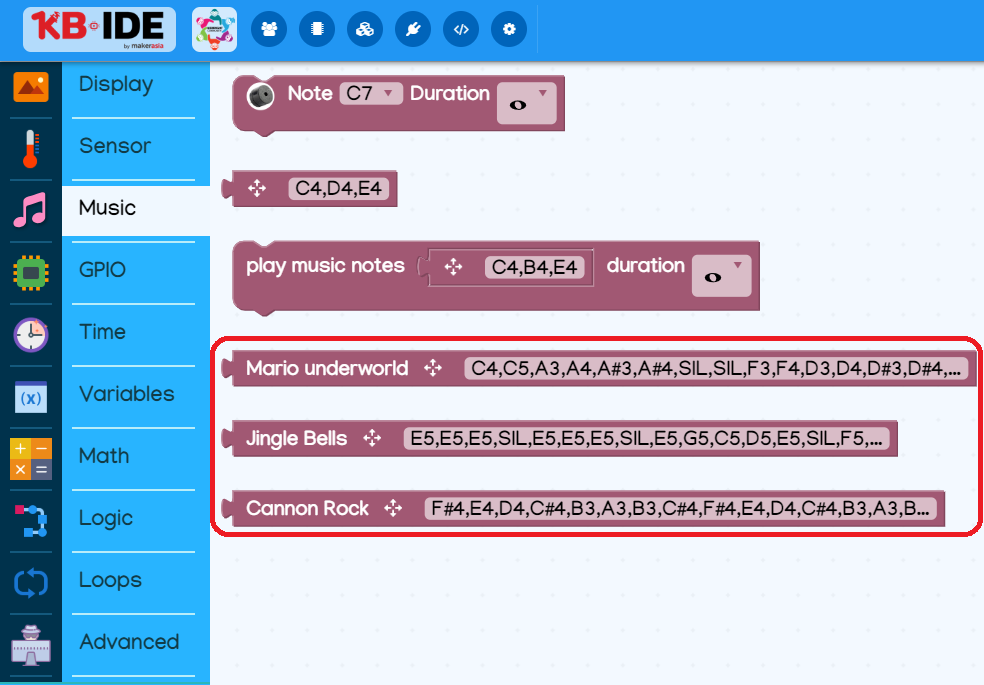 KB-IDE
by makerasia
Display
Sensor
Music
GPIO
Time
(x)
Variables
Math
Logic
Loops
Advanced
Note C7 Duration
C4,D4,E4
play music notes C4,B4,E4 duration
Mario underworld C4,C5,A3,A4,A#3,A#4,SIL,SIL,F3,F4,D3,D4,D#3,D#4,...
Jingle Bells E5,E5,E5,SIL,E5,E5,E5,SIL,E5,G5,C5,D5,E5,SIL,F5,...
Cannon Rock F#4,E4,D4,C#4,B3,A3,B3,C#4,F#4,E4,D4,C#4,B3,A3,B...